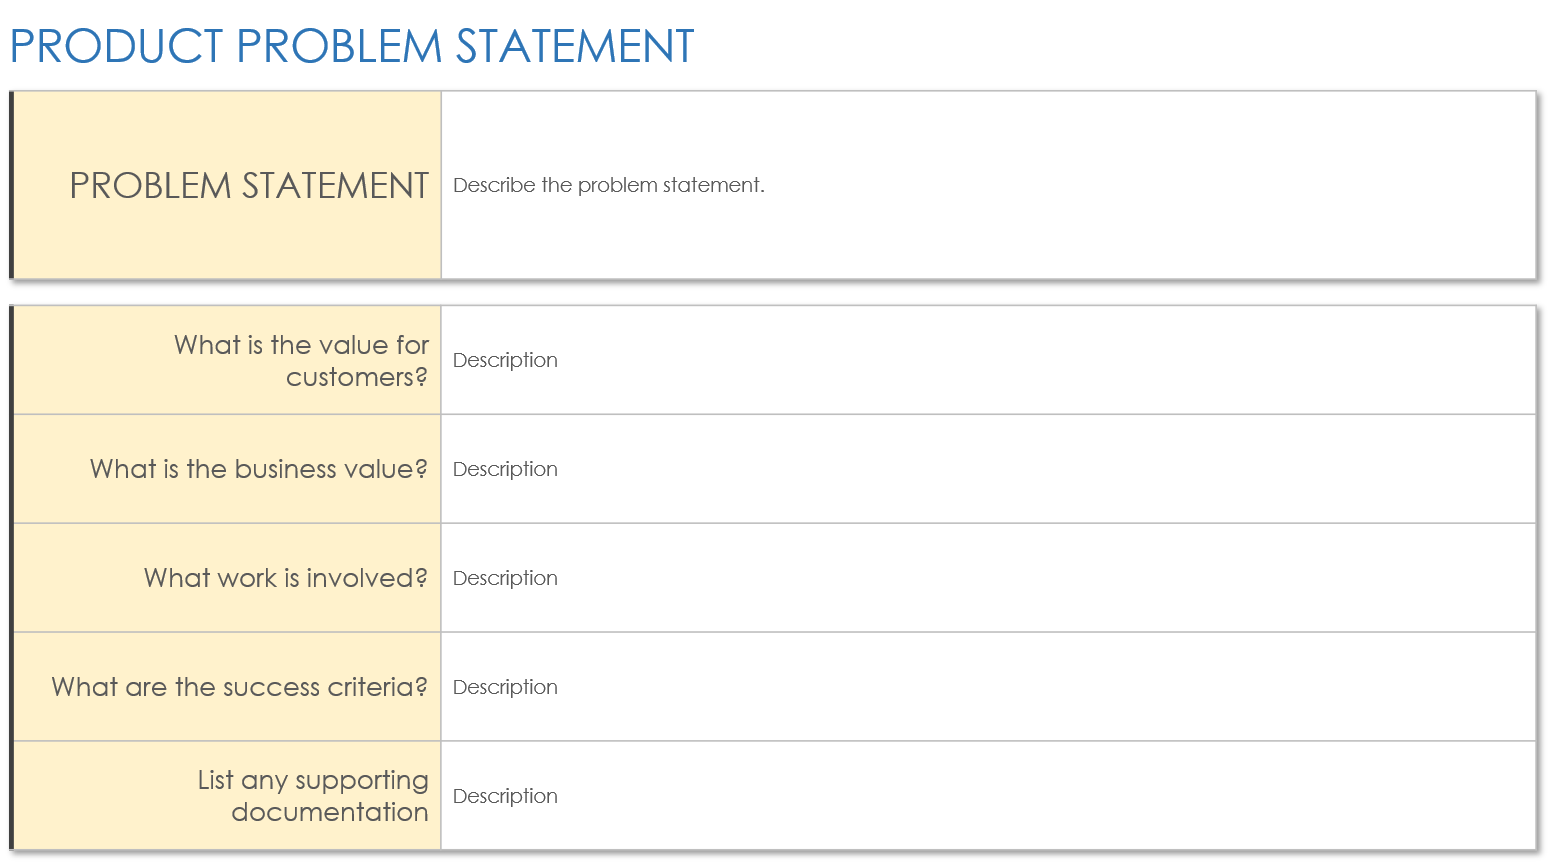 PRODUCT PROBLEM STATEMENT
PROBLEM STATEMENT
Describe the problem statement.
What is the value for
customers?
Description
What is the business value?
Description
What work is involved?
Description
What are the success criteria?
Description
List any supporting
documentation
Description